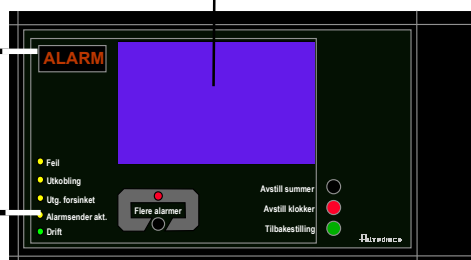 ALARM
Feil
Utkobling
Utg. forsinket
Alarmsender akt.
Drift
Flere alarmer
Avstill summer
Avstill klokker
Tilbakestilling